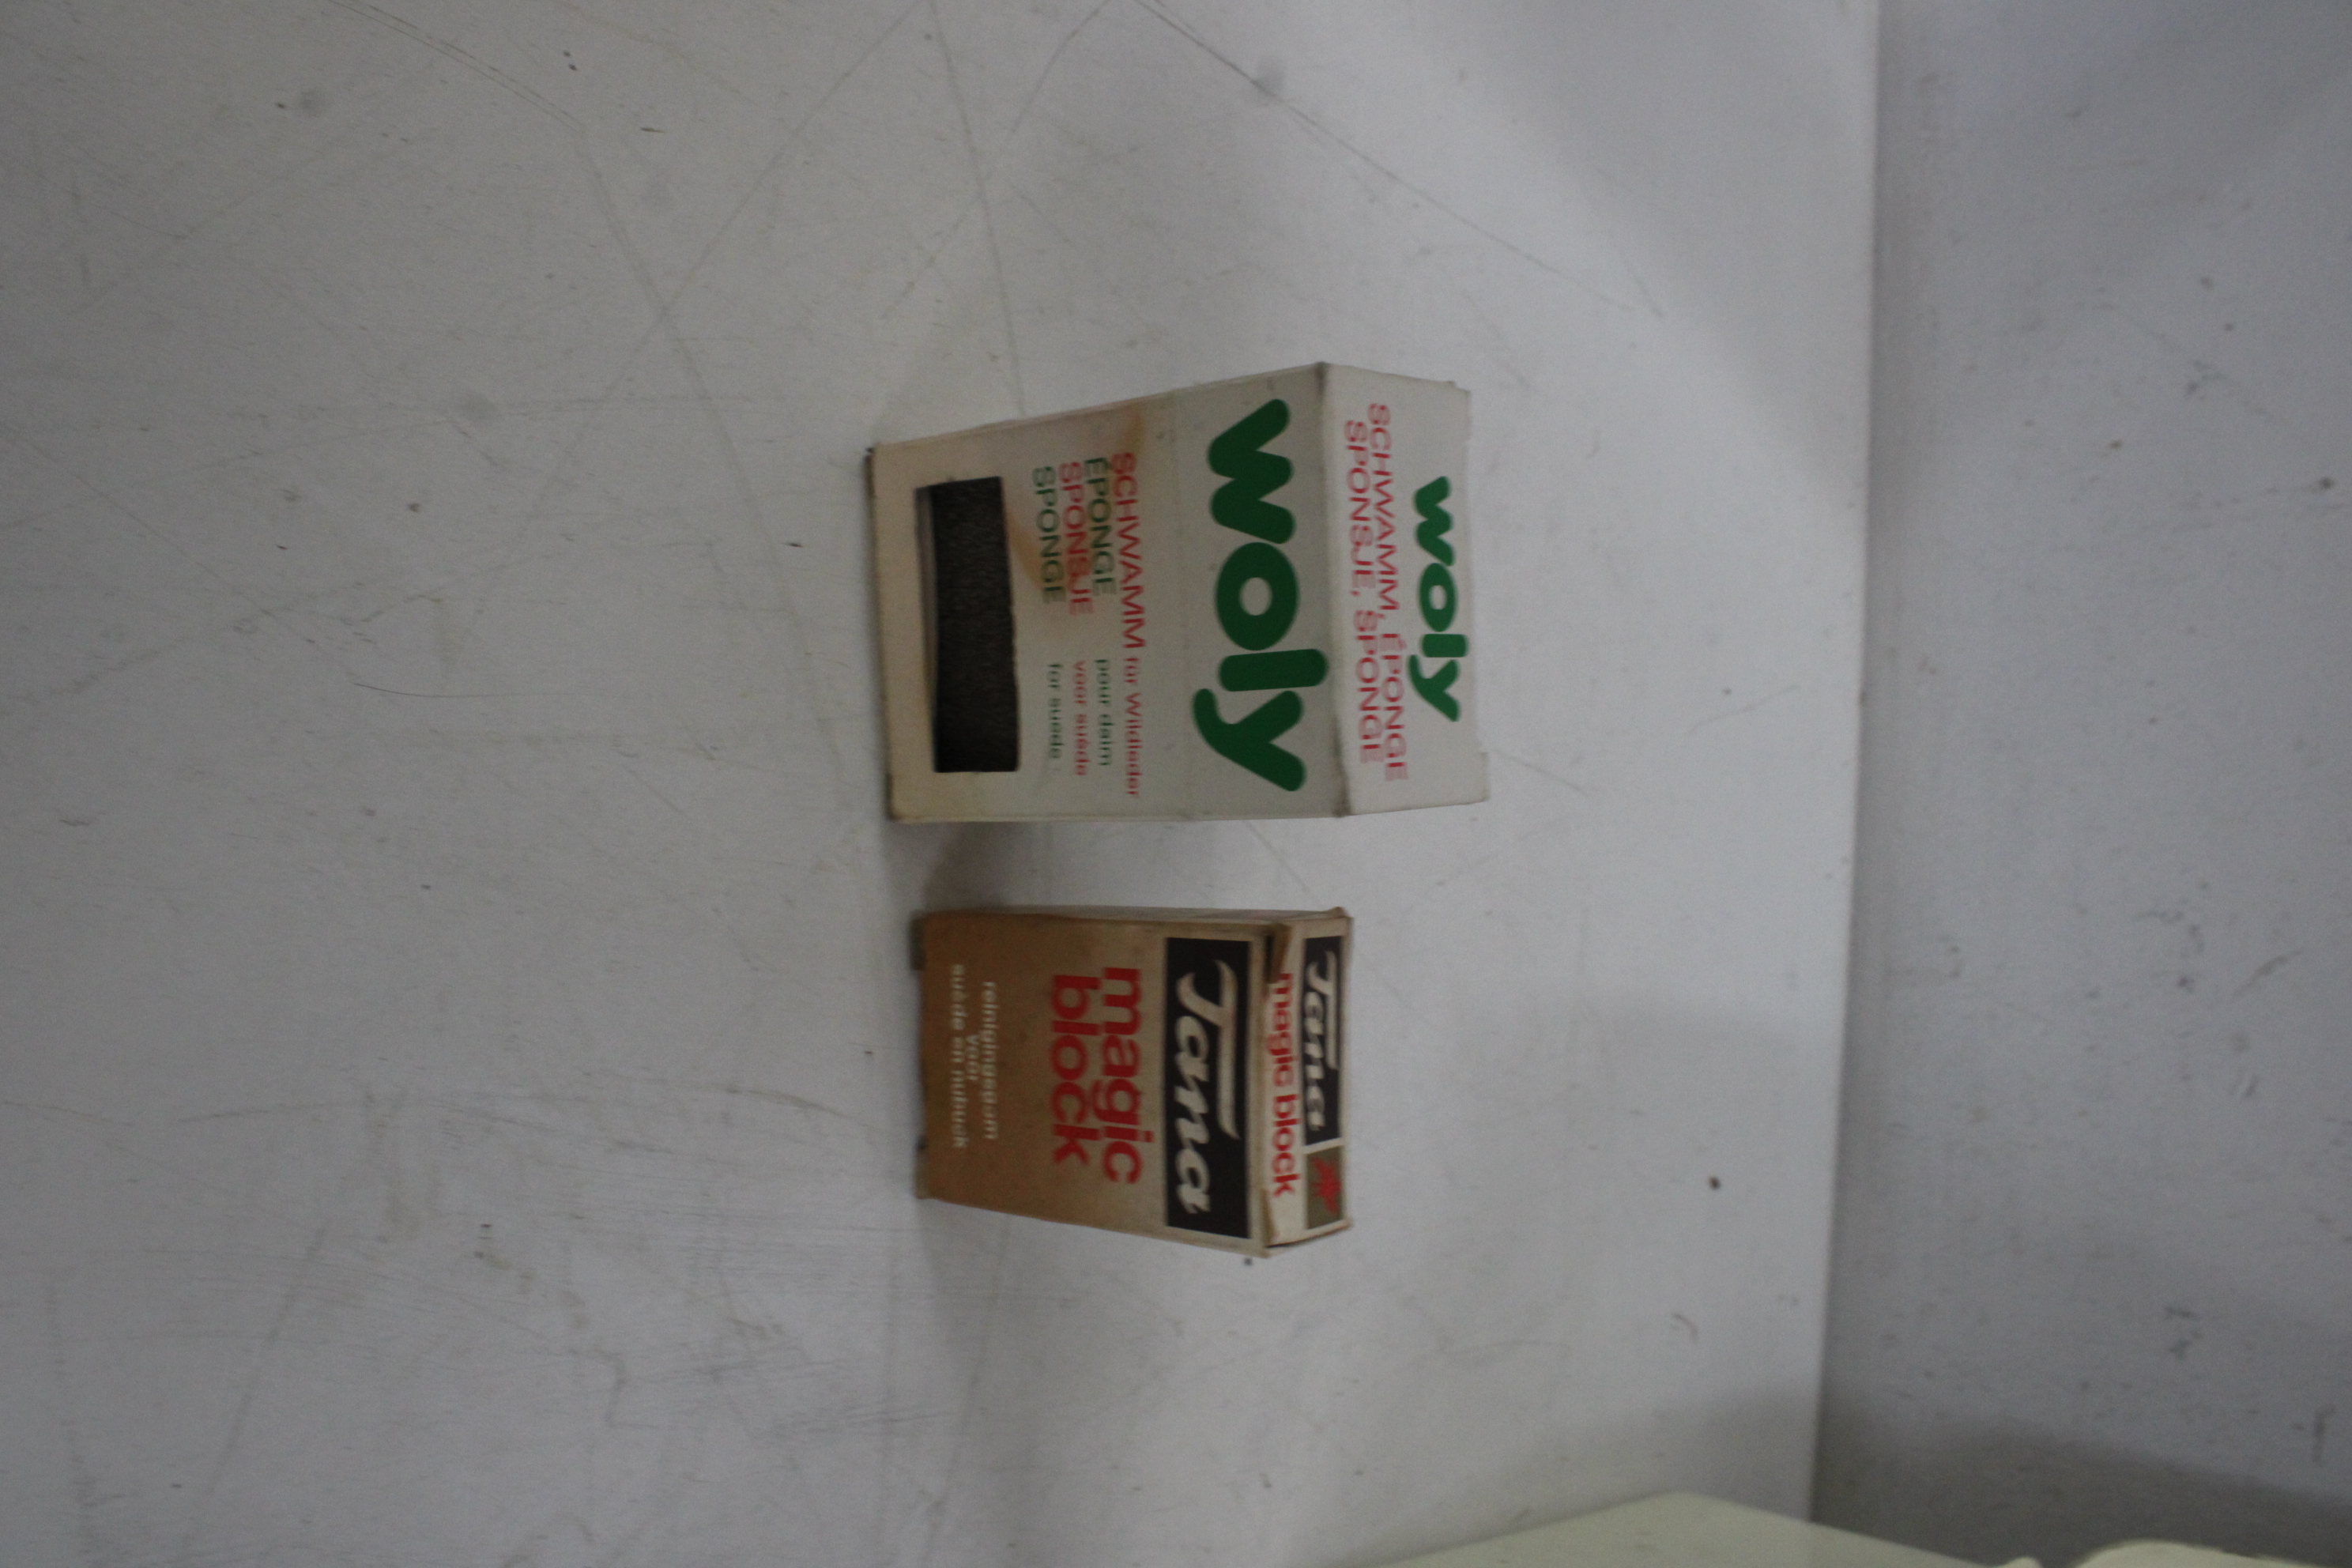 woly
SCHWAMM, ÉPONGE
SPONSJE, SPONGE
woly
SCHWAMM für Wildleder
ÉPONGE pour daim
SPONSJE voor suède
SPONGE for suede
Tana
magic block
Tana
magic
block
reinigingsgum
voor
suède en nubuck